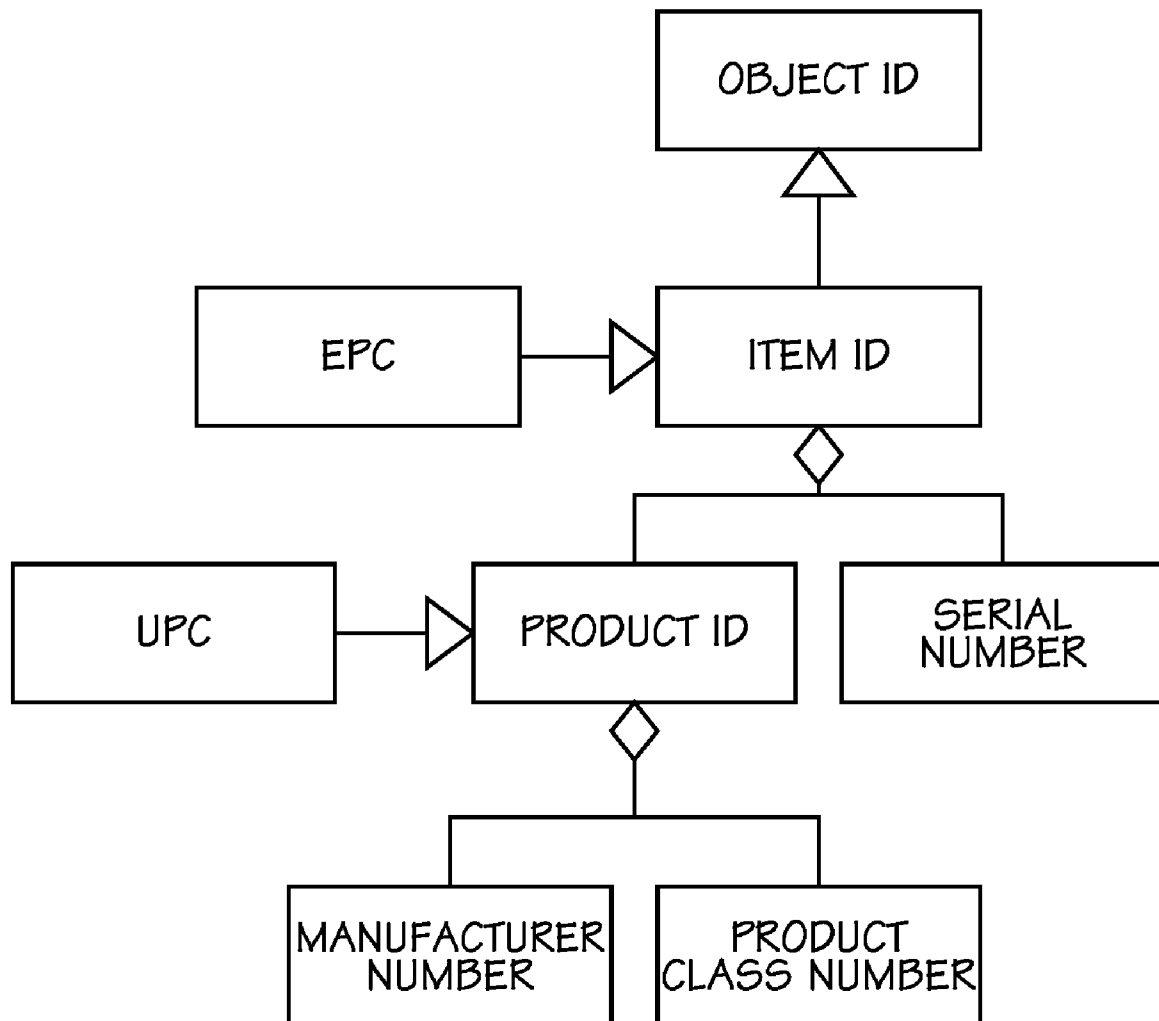 OBJECT ID
EPC
ITEM ID
UPC
PRODUCT ID
SERIAL
NUMBER
MANUFACTURER
NUMBER
PRODUCT
CLASS NUMBER